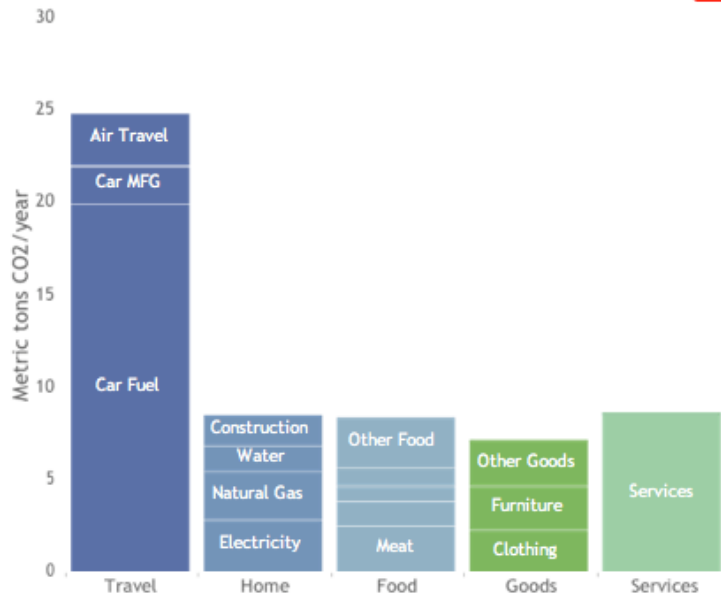 30
25
20
15
10
5
0
Metric tons CO2/year
Air Travel
Car MFG
Car Fuel
Construction
Water
Natural Gas
Electricity
Other Food
Meat
Other Goods
Furniture
Clothing
Services
Travel
Home
Food
Goods
Services